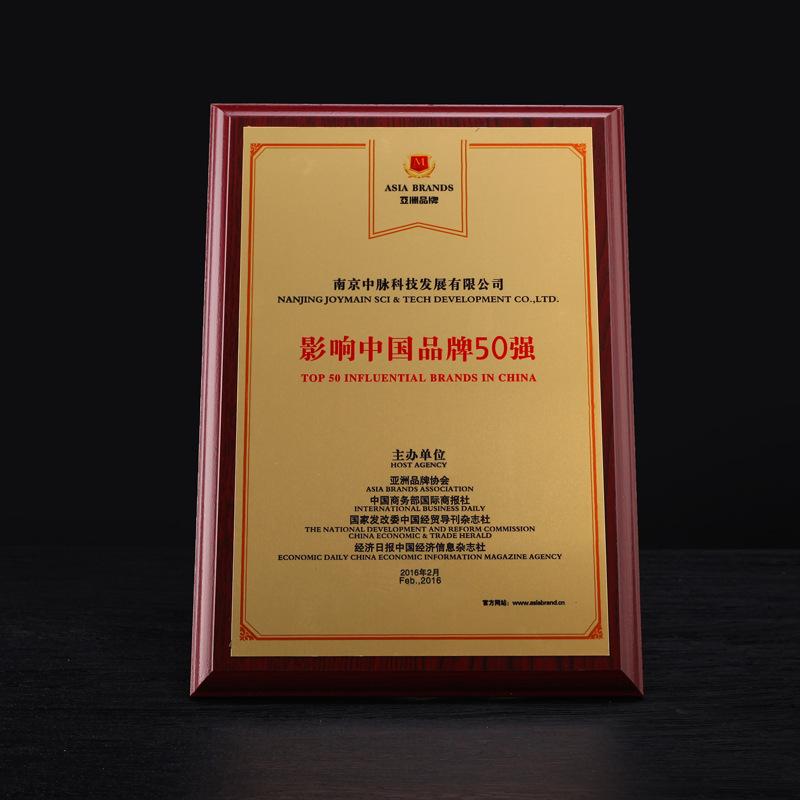 M
ASIA BRANDS
亚洲品牌
南京中脉科技发展有限公司
NANJING JOYMAIN SCI & TECH DEVELOPMENT CO.,LTD.
影响中国品牌50强
TOP 50 INFLUENTIAL BRANDS IN CHINA
主办单位
HOST AGENCY
亚洲品牌协会
ASIA BRANDS ASSOCIATION
中国商务部国际商报社
INTERNATIONAL BUSINESS DAILY
国家发改委中国经贸导刊杂志社
THE NATIONAL DEVELOPMENT AND REFORM COMMISSION
CHINA ECONOMIC & TRADE HERALD
经济日报中国经济信息杂志社
ECONOMIC DAILY CHINA ECONOMIC INFORMATION MAGAZINE AGENCY
2016年2月
Feb.,2016
官方网站：www.asiabrand.cn